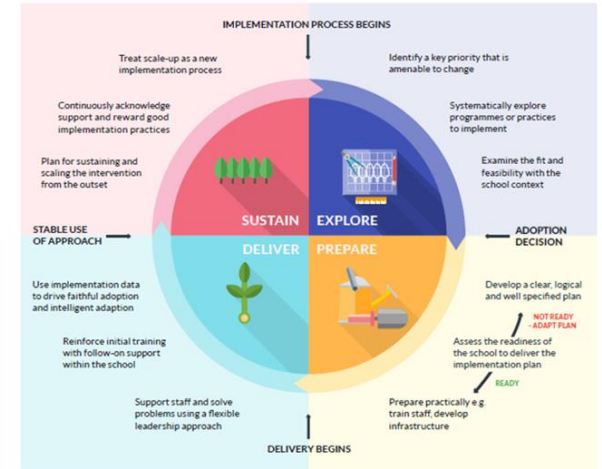 IMPLEMENTATION PROCESS BEGINS
Treat scale-up as a new
implementation process
Continuously acknowledge
support and reward good
implementation practices
Plan for sustaining and
scaling the intervention
from the outset
Identify a key priority that is
amenable to change
Systematically explore
programmes or practices
to implement
Examine the fit and
feasibility with the
school context
SUSTAIN
EXPLORE
STABLE USE
OF APPROACH
ADOPTION
DECISION
DELIVER
PREPARE
Use implementation data
to drive faithful adoption
and intelligent adaption
Reinforce initial training
with follow-on support
within the school
Support staff and solve
problems using a flexible
leadership approach
Develop a clear, logical
and well specified plan
NOT READY
- ADAPT PLAN
Assess the readiness of
the school to deliver the
implementation plan
READY
Prepare practically e.g.
train staff, develop
infrastructure
DELIVERY BEGINS